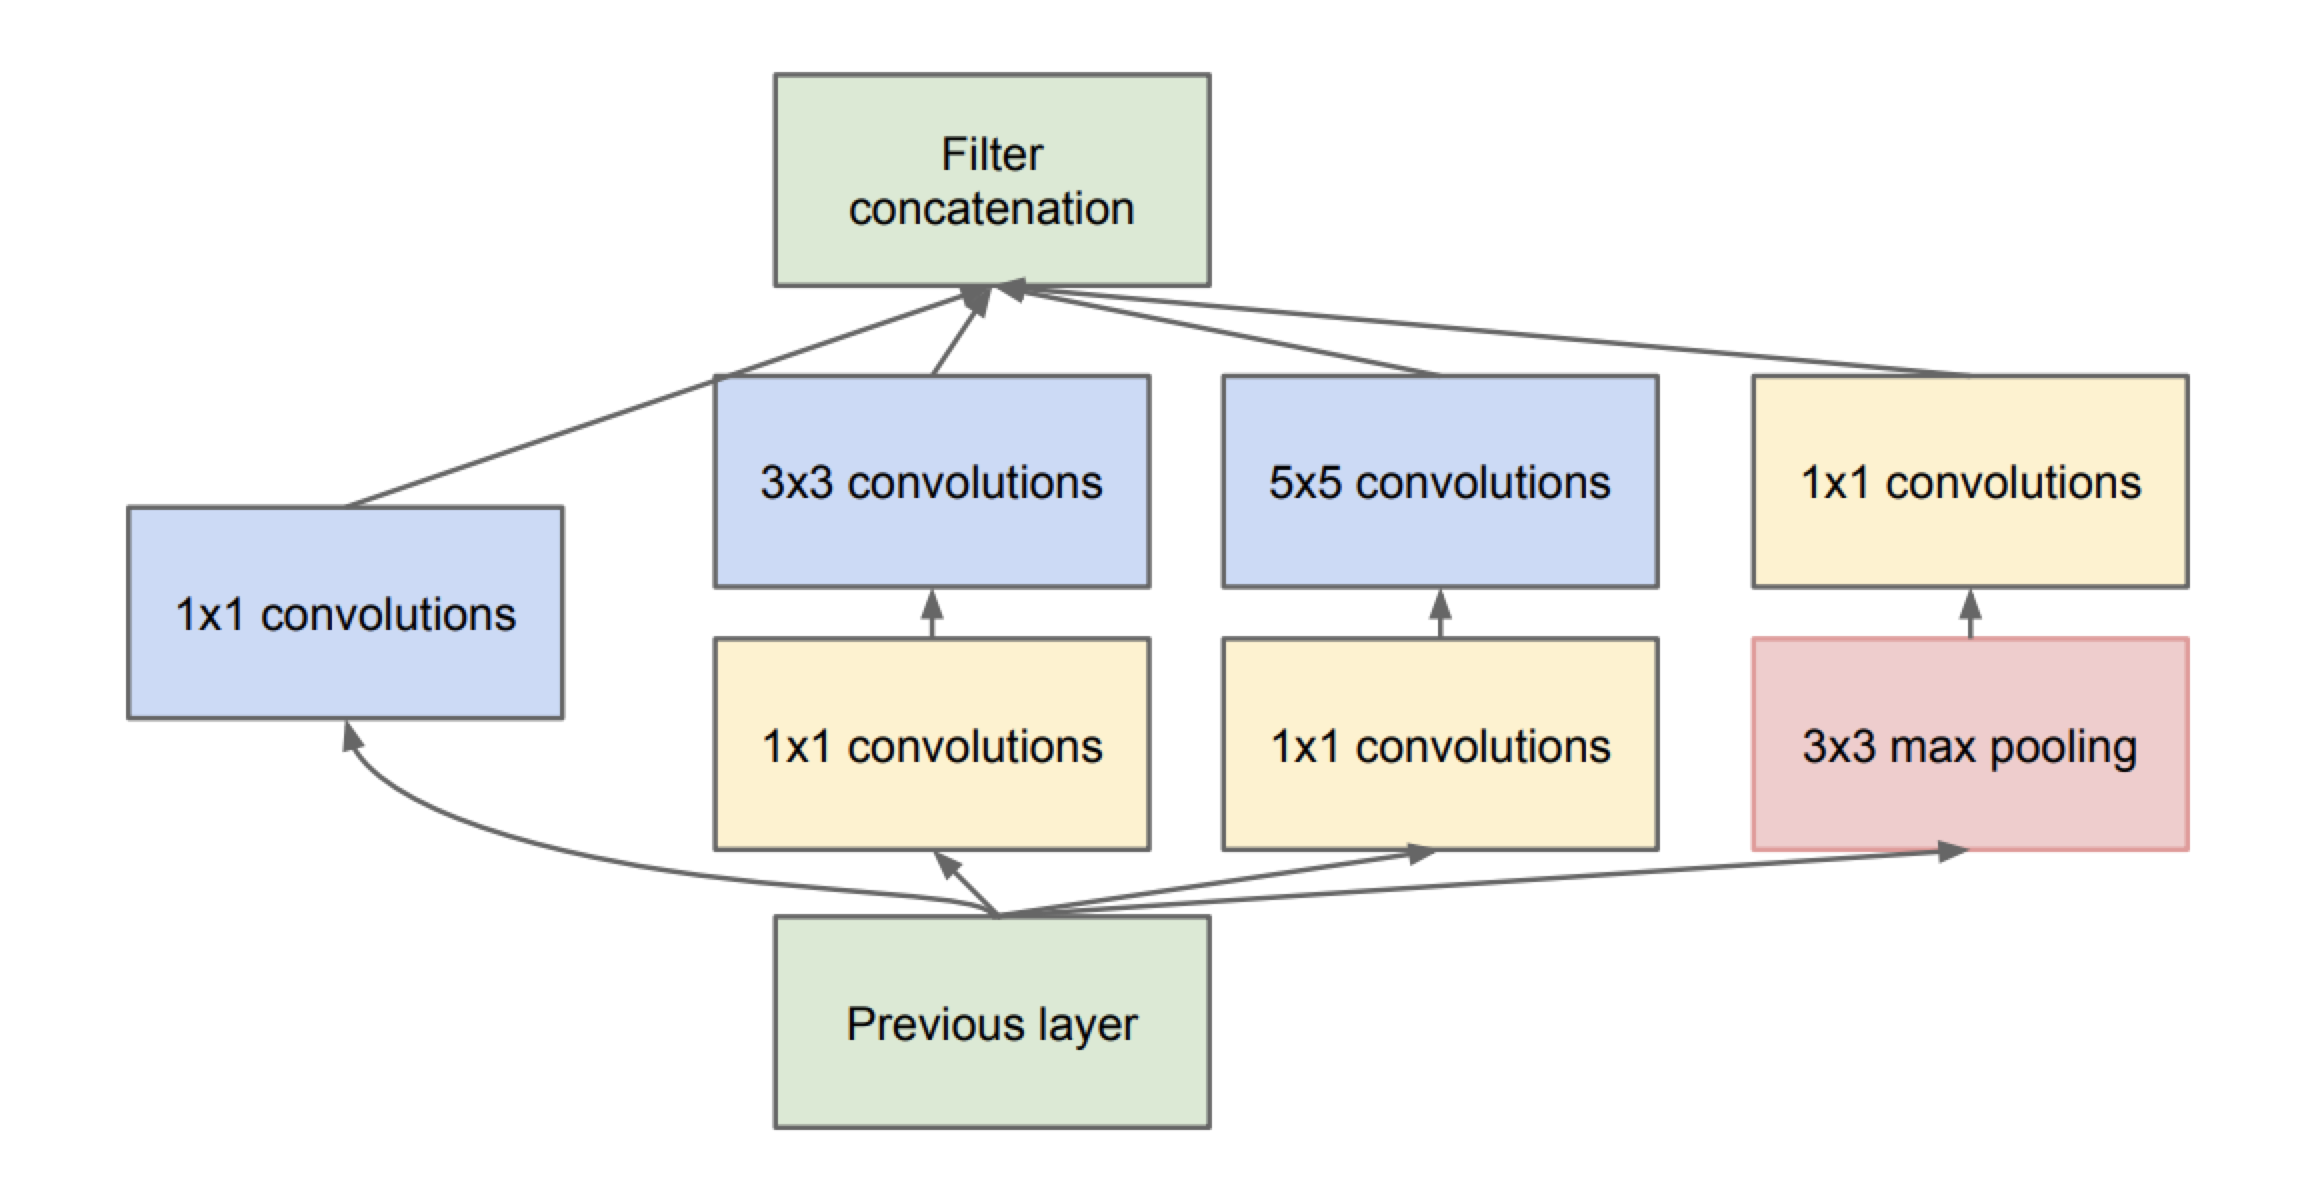 Filter
concatenation
3x3 convolutions
5x5 convolutions
1x1 convolutions
1x1 convolutions
1x1 convolutions
1x1 convolutions
3x3 max pooling
Previous layer